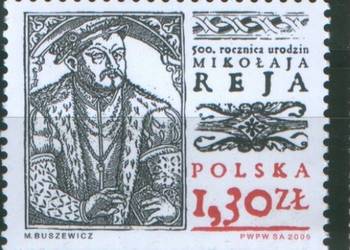 500. rocznica urodzin
MIKOŁAJA
REJA
POLSKA
1,30 ZŁ
M. BUSZEWICZ
PWPW SA 2005